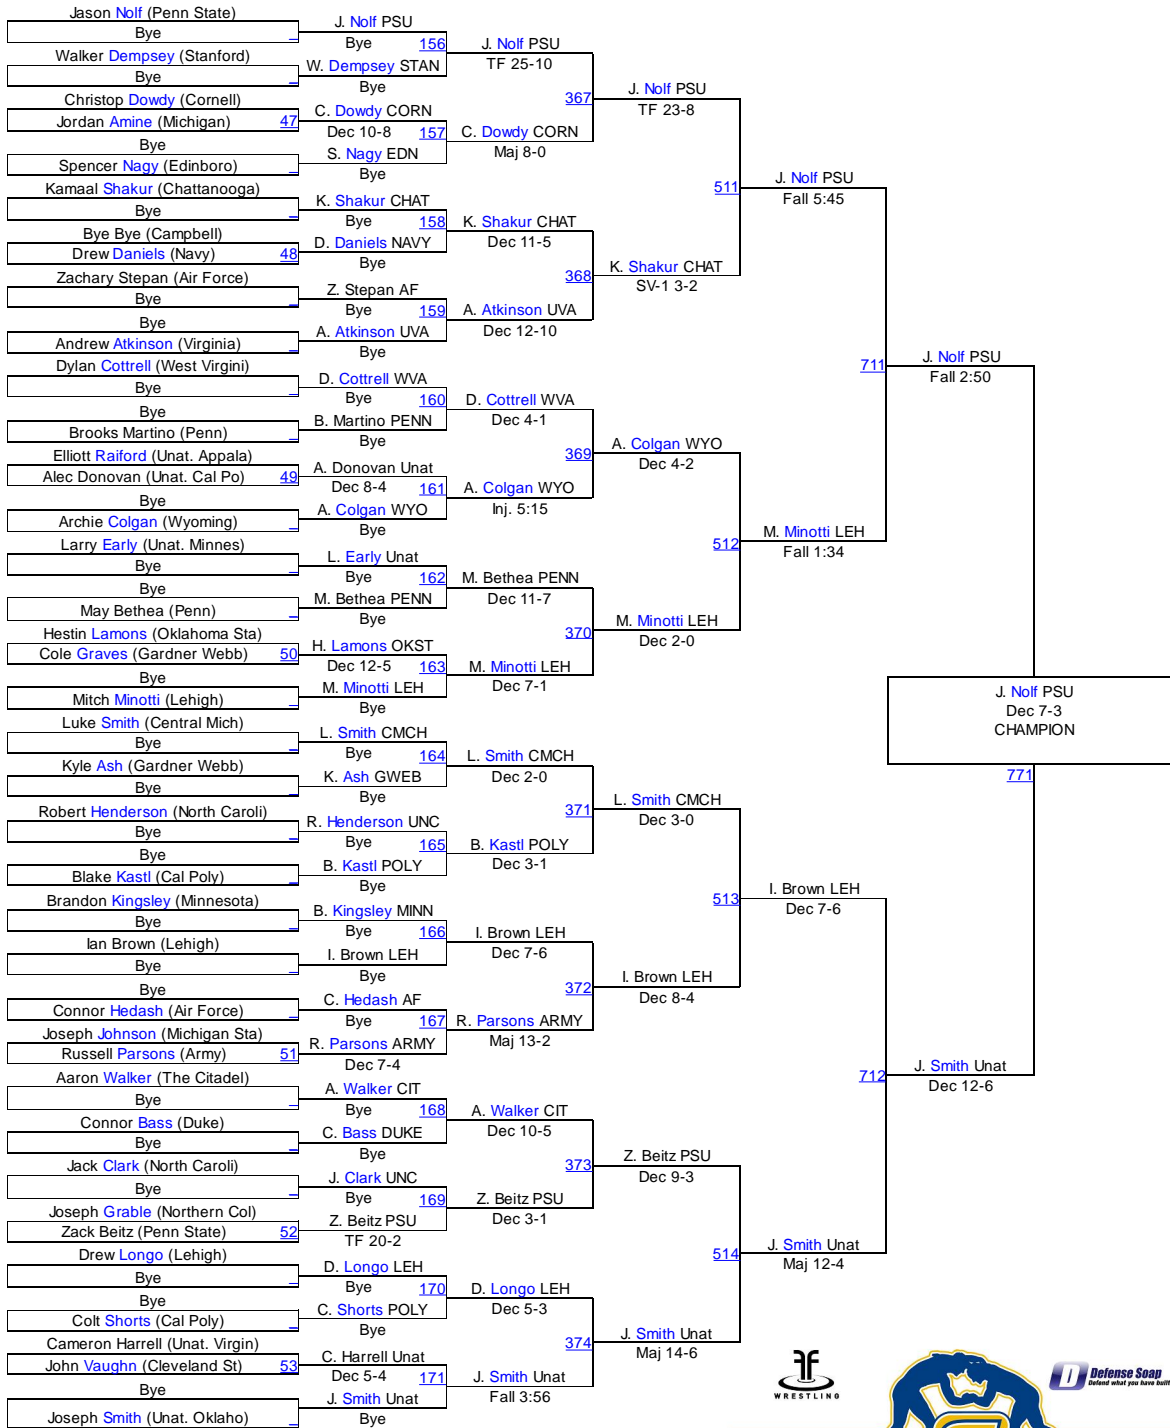 Jason Nolf (Penn State)
Bye
Walker Dempsey (Stanford)
Bye
Christop Dowdy (Cornell)
Jordan Amine (Michigan) 47
Bye
Spencer Nagy (Edinboro)
Kamaal Shakur (Chattanooga)
Bye
Bye Bye (Campbell)
Drew Daniels (Navy) 48
Zachary Stepan (Air Force)
Bye
Bye
Andrew Atkinson (Virginia)
Dylan Cottrell (West Virgini)
Bye
Bye
Brooks Martino (Penn)
Elliott Raiford (Unat. Appala)
Alec Donovan (Unat. Cal Po) 49
Bye
Archie Colgan (Wyoming)
Larry Early (Unat. Minnes)
Bye
Bye
May Bethea (Penn)
Hestin Lamons (Oklahoma Sta)
Cole Graves (Gardner Webb) 50
Bye
Mitch Minotti (Lehigh)
Luke Smith (Central Mich)
Bye
Kyle Ash (Gardner Webb)
Bye
Robert Henderson (North Caroli)
Bye
Bye
Blake Kastl (Cal Poly)
Brandon Kingsley (Minnesota)
Bye
Ian Brown (Lehigh)
Bye
Bye
Connor Hedash (Air Force)
Joseph Johnson (Michigan Sta)
Russell Parsons (Army) 51
Aaron Walker (The Citadel)
Bye
Connor Bass (Duke)
Bye
Jack Clark (North Caroli)
Bye
Joseph Grable (Northern Col)
Zack Beitz (Penn State) 52
Drew Longo (Lehigh)
Bye
Bye
Colt Shorts (Cal Poly)
Cameron Harrell (Unat. Virgin)
John Vaughn (Cleveland St) 53
Bye
Joseph Smith (Unat. Oklaho)
J. Nolf PSU
Bye 156
W. Dempsey STAN
Bye
C. Dowdy CORN
Dec 10-8 157
S. Nagy EDN
Bye
K. Shakur CHAT
Bye 158
D. Daniels NAVY
Bye
Z. Stepan AF
Bye 159
A. Atkinson UVA
Bye
D. Cottrell WVA
Bye 160
B. Martino PENN
Bye
A. Donovan Unat
Dec 8-4 161
A. Colgan WYO
Bye
L. Early Unat
Bye 162
M. Bethea PENN
Bye
H. Lamons OKST
Dec 12-5 163
M. Minotti LEH
Bye
L. Smith CMCH
Bye 164
K. Ash GWEB
Bye
R. Henderson UNC
Bye 165
B. Kastl POLY
Bye
B. Kingsley MINN
Bye 166
I. Brown LEH
Bye
C. Hedash AF
Bye 167
R. Parsons ARMY
Dec 7-4
A. Walker CIT
Bye 168
C. Bass DUKE
Bye
J. Clark UNC
Bye 169
Z. Beitz PSU
TF 20-2
D. Longo LEH
Bye 170
C. Shorts POLY
Bye
C. Harrell Unat
Dec 5-4 171
J. Smith Unat
Bye
J. Nolf PSU
TF 25-10
367
C. Dowdy CORN
Maj 8-0
K. Shakur CHAT
Dec 11-5
368
A. Atkinson UVA
Dec 12-10
D. Cottrell WVA
Dec 4-1
369
A. Colgan WYO
Inj. 5:15
M. Bethea PENN
Dec 11-7
370
M. Minotti LEH
Dec 7-1
L. Smith CMCH
Dec 2-0
371
B. Kastl POLY
Dec 3-1
I. Brown LEH
Dec 7-6
372
R. Parsons ARMY
Maj 13-2
A. Walker CIT
Dec 10-5
373
Z. Beitz PSU
Dec 3-1
D. Longo LEH
Dec 5-3
374
J. Smith Unat
Fall 3:56
J. Nolf PSU
TF 23-8
511
K. Shakur CHAT
SV-1 3-2
A. Colgan WYO
Dec 4-2
512
M. Minotti LEH
Dec 2-0
L. Smith CMCH
Dec 3-0
513
I. Brown LEH
Dec 8-4
Z. Beitz PSU
Dec 9-3
514
J. Smith Unat
Maj 14-6
J. Nolf PSU
Fall 5:45
711
M. Minotti LEH
Fall 1:34
I. Brown LEH
Dec 7-6
712
J. Smith Unat
Maj 12-4
J. Nolf PSU
Fall 2:50
J. Smith Unat
Dec 12-6
J. Nolf PSU
Dec 7-3
CHAMPION
771
WRESTLING
Defense Soap
Defend what you have built